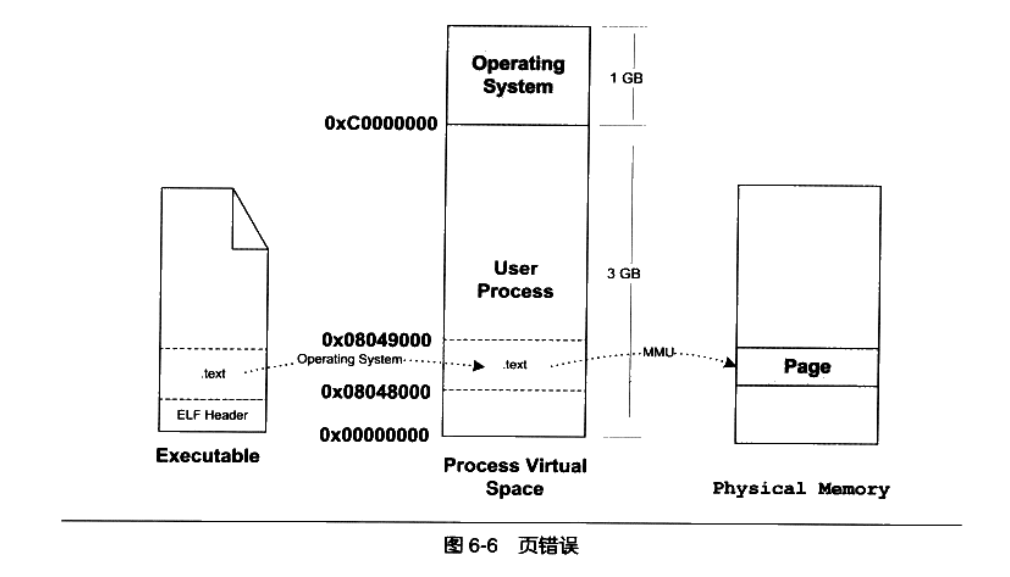 Operating
System
1 GB
0xC0000000
User
Process
3 GB
0x08049000
Operating System
MMU
.text
.text
Page
0x08048000
ELF Header
0x00000000
Executable
Process Virtual
Space
Physical Memory
图 6-6 页错误